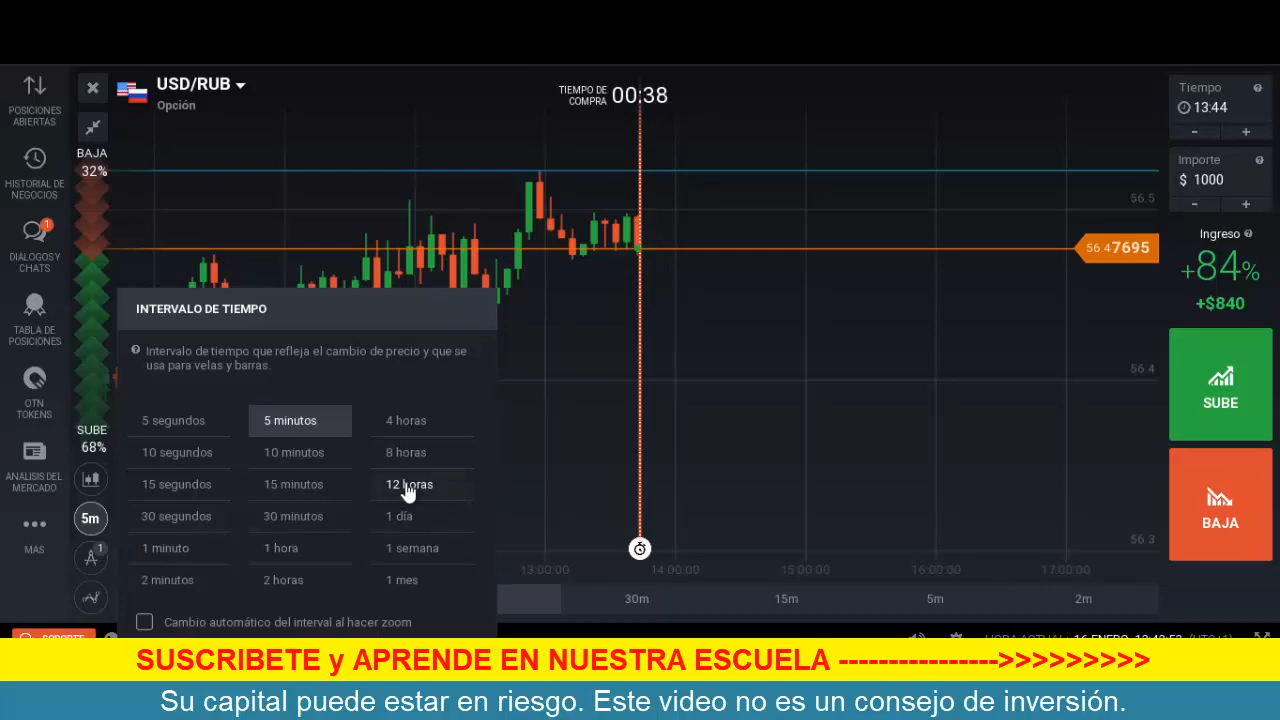 USD/RUB
Opción
TIEMPO DE
COMPRA
00:38
POSICIONES
ABIERTAS
HISTORIAL DE
NEGOCIOS
1
DIALOGOS Y
CHATS
TABLA DE
POSICIONES
OTN
TOKENS
ANÁLISIS DEL
MERCADO
MAS
BAJA
32%
SUBE
68%
5m
1
INTERVALO DE TIEMPO
Intervalo de tiempo que refleja el cambio de precio y que se
usa para velas y barras.
5 segundos 5 minutos 4 horas
10 segundos 10 minutos 8 horas
15 segundos 15 minutos 12 horas
30 segundos 30 minutos 1 día
1 minuto 1 hora 1 semana
2 minutos 2 horas 1 mes
Cambio automático del interval al hacer zoom
56.5
56.47695
56.4
56.3
13:00:00 14:00:00 15:00:00 16:00:00 17:00:00
30m 15m 5m 2m
Tiempo
13:44
- +
Importe
$ 1000
- +
Ingreso
+84%
+$840
SUBE
BAJA
SUSCRIBETE y APRENDE EN NUESTRA ESCUELA ---------------->>>>>>>>>
Su capital puede estar en riesgo. Este video no es un consejo de inversión.